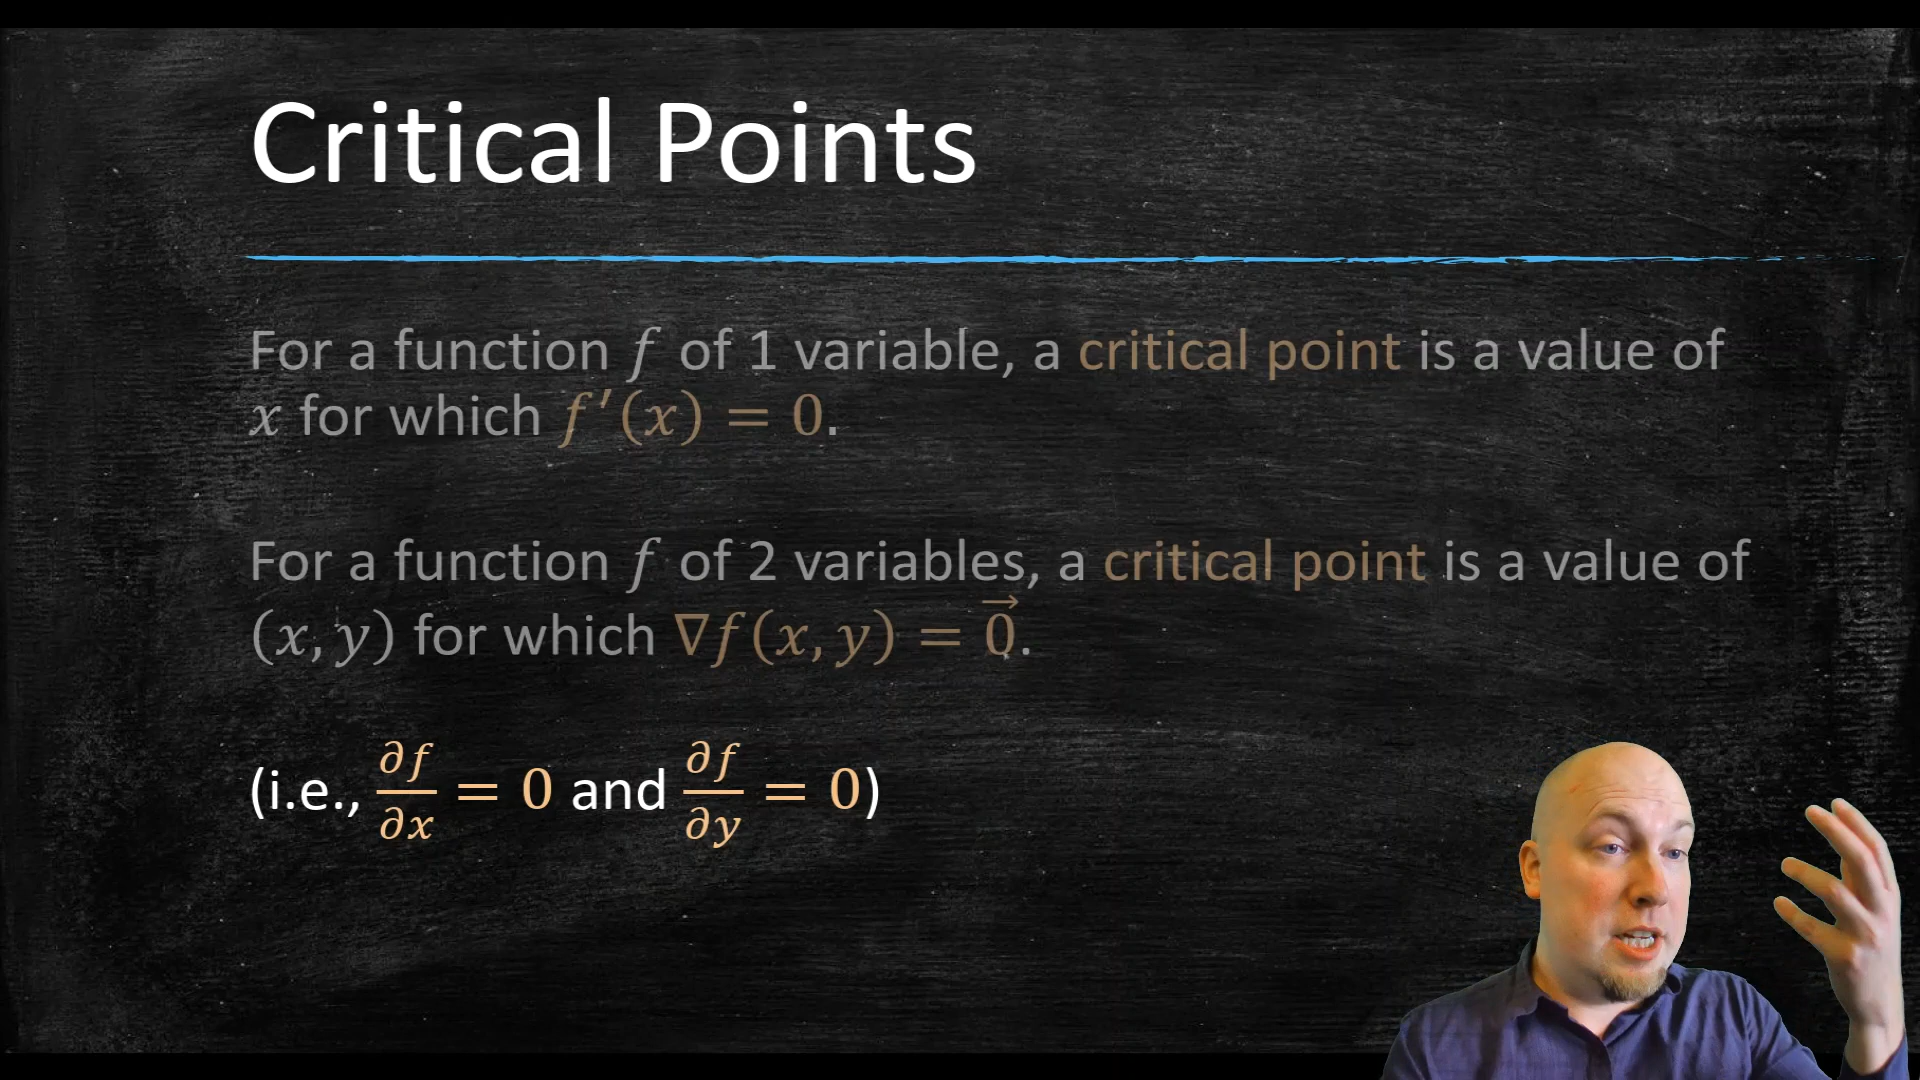 Critical Points
For a function f of 1 variable, a critical point is a value of
x for which f′(x) = 0.
For a function f of 2 variables, a critical point is a value of
(x, y) for which ∇f(x, y) = 0⃗.
(i.e., ∂f/∂x = 0 and ∂f/∂y = 0)